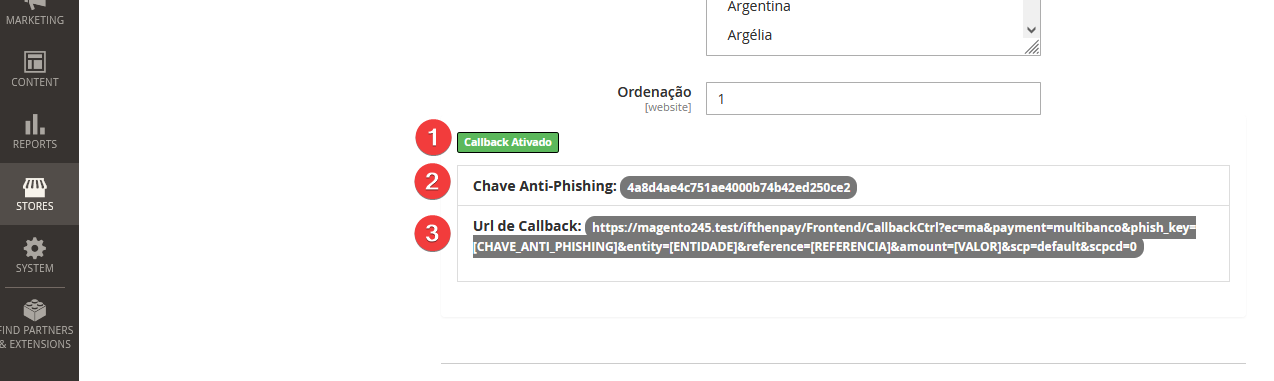 MARKETING
CONTENT
REPORTS
STORES
SYSTEM
FIND PARTNERS
& EXTENSIONS
Argentina
Argélia
Ordenação
[website]
1
1
Callback Ativado
2
Chave Anti-Phishing: 4a8d4ae4c751ae4000b74b42ed250ce2
3
Url de Callback: https://magento245.test/ifthenpay/Frontend/CallbackCtrl?ec=ma&payment=multibanco&phish_key=
[CHAVE_ANTI_PHISHING]&entity=[ENTIDADE]&reference=[REFERENCIA]&amount=[VALOR]&scp=default&scpcd=0